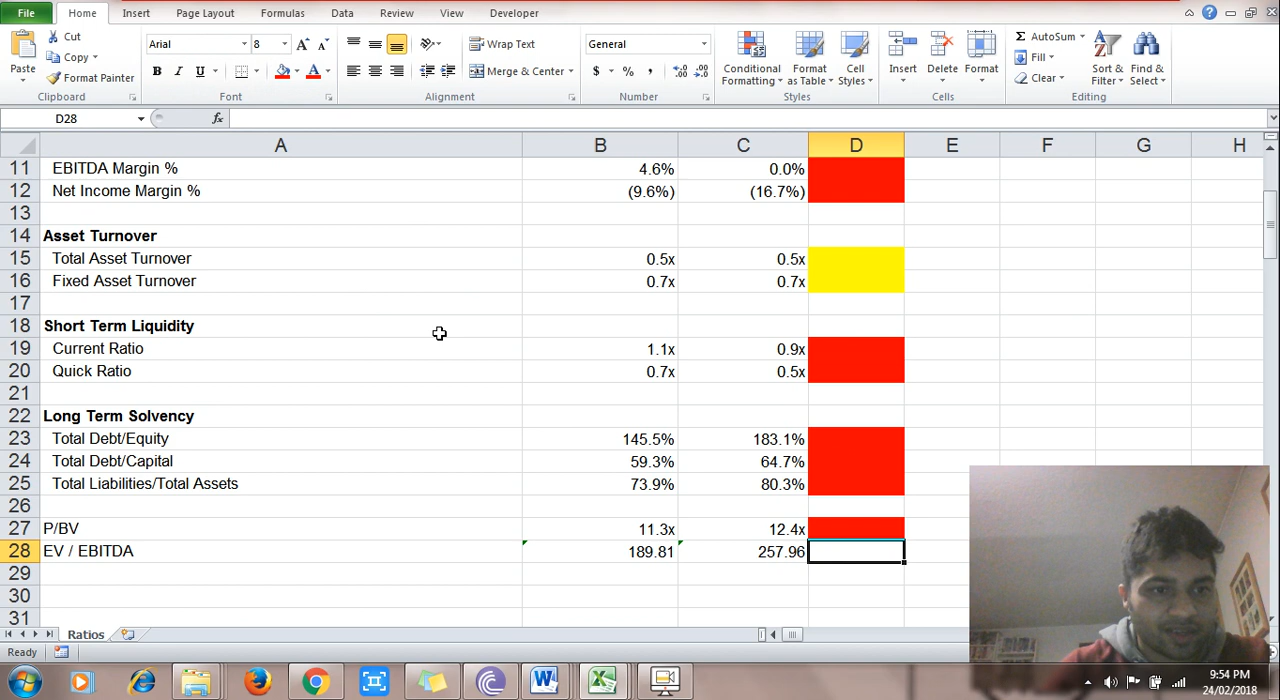 File Home Insert Page Layout Formulas Data Review View Developer
Cut
Copy
Format Painter
Paste
Clipboard
Arial 8
B I U
Font
Wrap Text
Merge & Center
Alignment
General
$ % ,
Number
Conditional Formatting
Format as Table
Cell Styles
Styles
Insert Delete Format
Cells
Σ AutoSum
Fill
Clear
Sort & Filter
Find & Select
Editing
D28 fx
A B C D E F G H
11 EBITDA Margin % 4.6% 0.0%
12 Net Income Margin % (9.6%) (16.7%)
13
14 Asset Turnover
15 Total Asset Turnover 0.5x 0.5x
16 Fixed Asset Turnover 0.7x 0.7x
17
18 Short Term Liquidity
19 Current Ratio 1.1x 0.9x
20 Quick Ratio 0.7x 0.5x
21
22 Long Term Solvency
23 Total Debt/Equity 145.5% 183.1%
24 Total Debt/Capital 59.3% 64.7%
25 Total Liabilities/Total Assets 73.9% 80.3%
26
27 P/BV 11.3x 12.4x
28 EV / EBITDA 189.81 257.96
29
30
31
Ratios
Ready
9:54 PM
24/02/2018